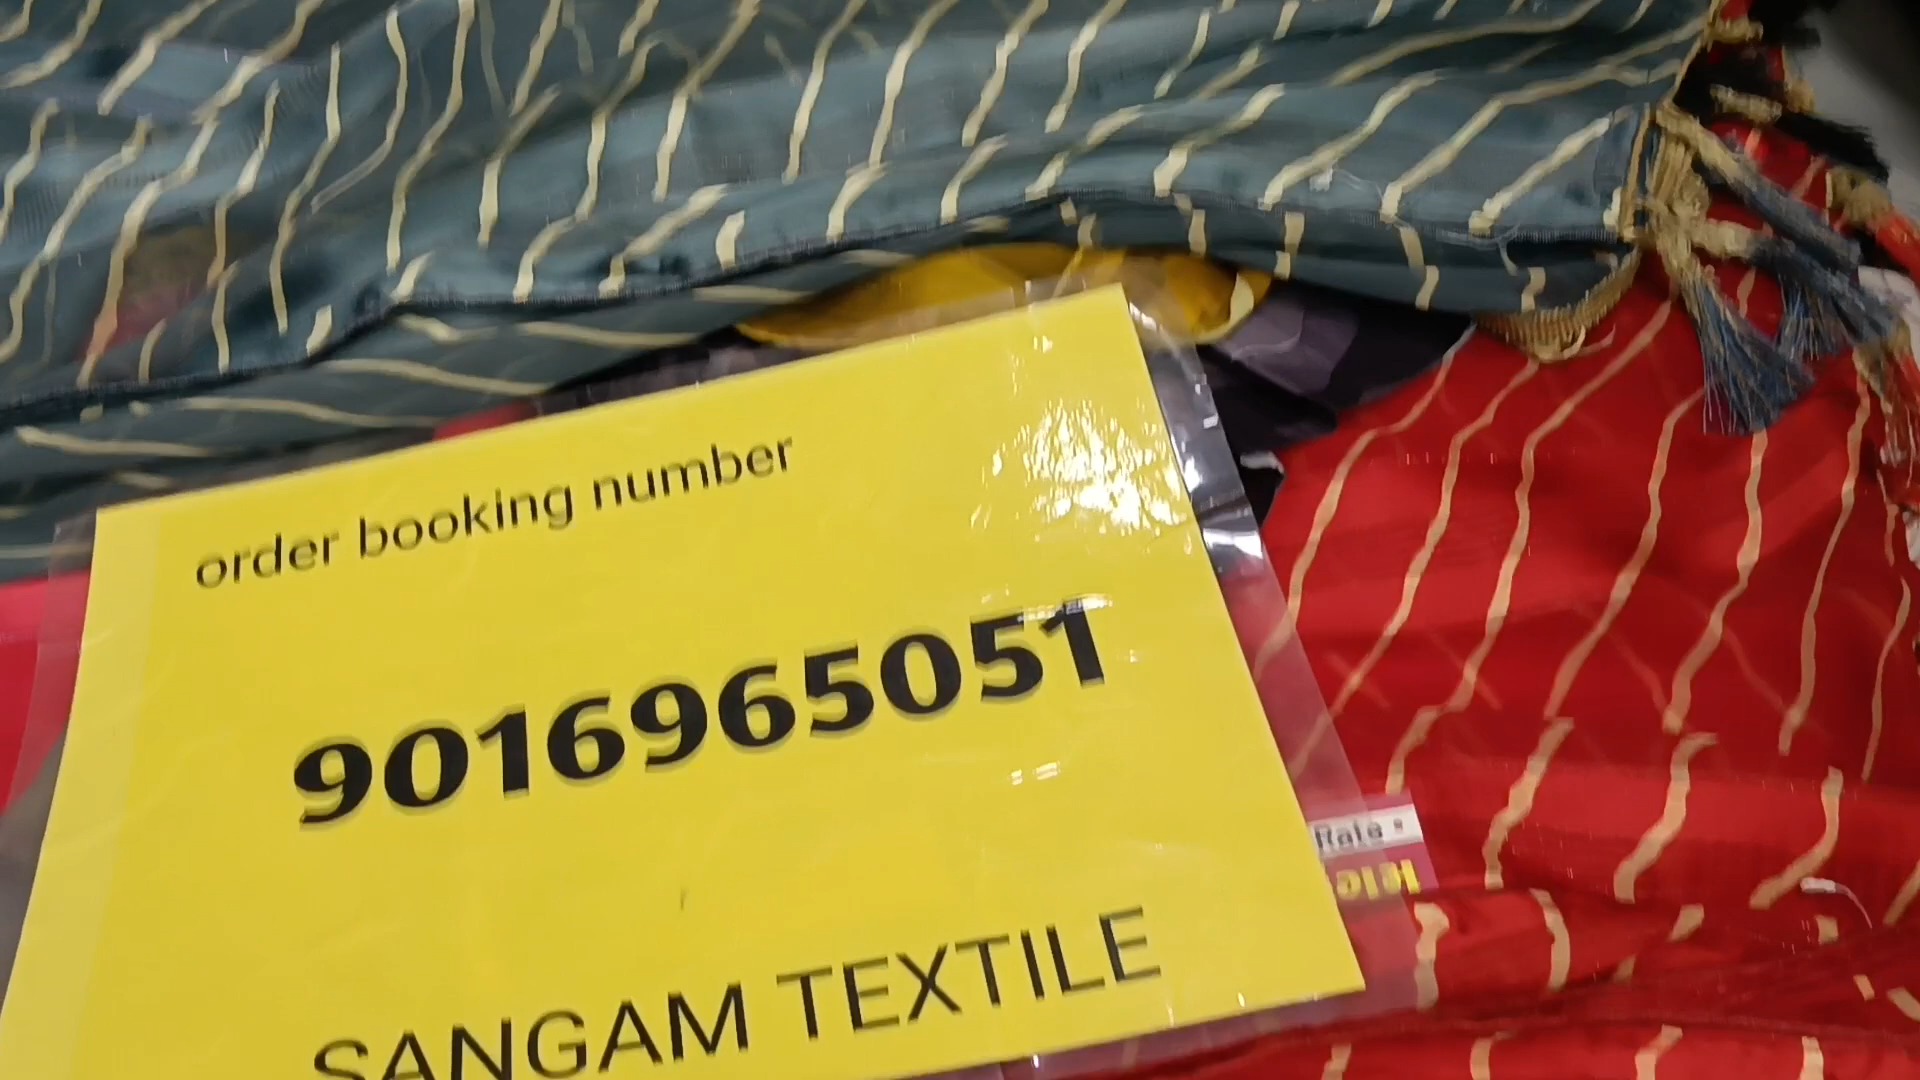 order booking number
9016965051
SANGAM TEXTILE
Rate :